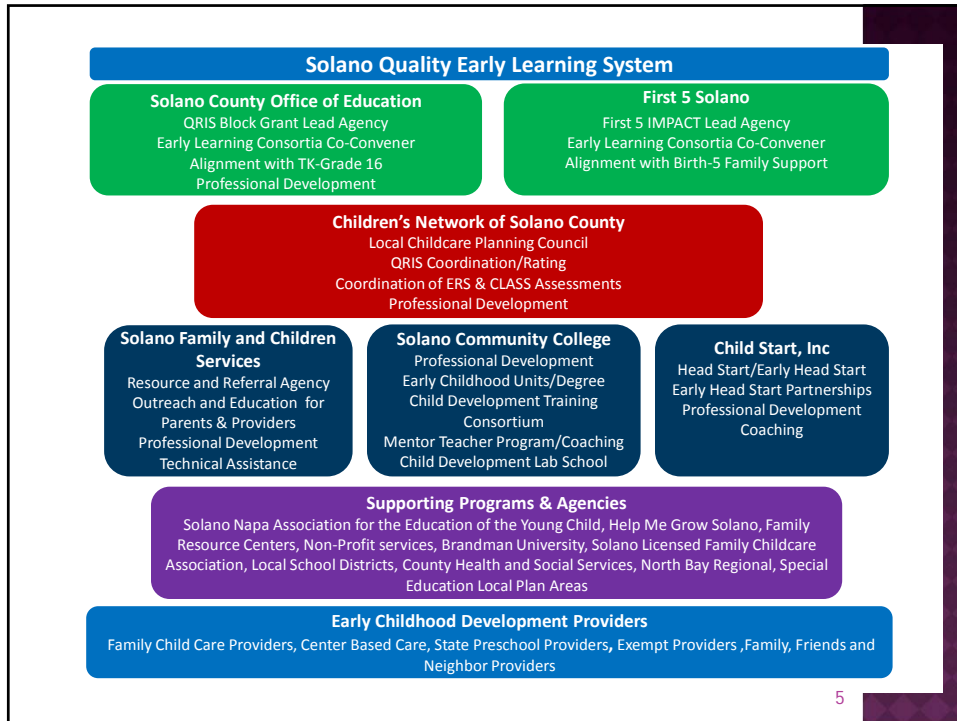 Solano Quality Early Learning System
Solano County Office of Education
QRIS Block Grant Lead Agency
Early Learning Consortia Co-Convener
Alignment with TK-Grade 16
Professional Development
First 5 Solano
First 5 IMPACT Lead Agency
Early Learning Consortia Co-Convener
Alignment with Birth-5 Family Support
Children's Network of Solano County
Local Childcare Planning Council
QRIS Coordination/Rating
Coordination of ERS & CLASS Assessments
Professional Development
Solano Family and Children
Services
Resource and Referral Agency
Outreach and Education for
Parents & Providers
Professional Development
Technical Assistance
Solano Community College
Professional Development
Early Childhood Units/Degree
Child Development Training
Consortium
Mentor Teacher Program/Coaching
Child Development Lab School
Child Start, Inc
Head Start/Early Head Start
Early Head Start Partnerships
Professional Development
Coaching
Supporting Programs & Agencies
Solano Napa Association for the Education of the Young Child, Help Me Grow Solano, Family
Resource Centers, Non-Profit services, Brandman University, Solano Licensed Family Childcare
Association, Local School Districts, County Health and Social Services, North Bay Regional, Special
Education Local Plan Areas
Early Childhood Development Providers
Family Child Care Providers, Center Based Care, State Preschool Providers, Exempt Providers ,Family, Friends and
Neighbor Providers
5